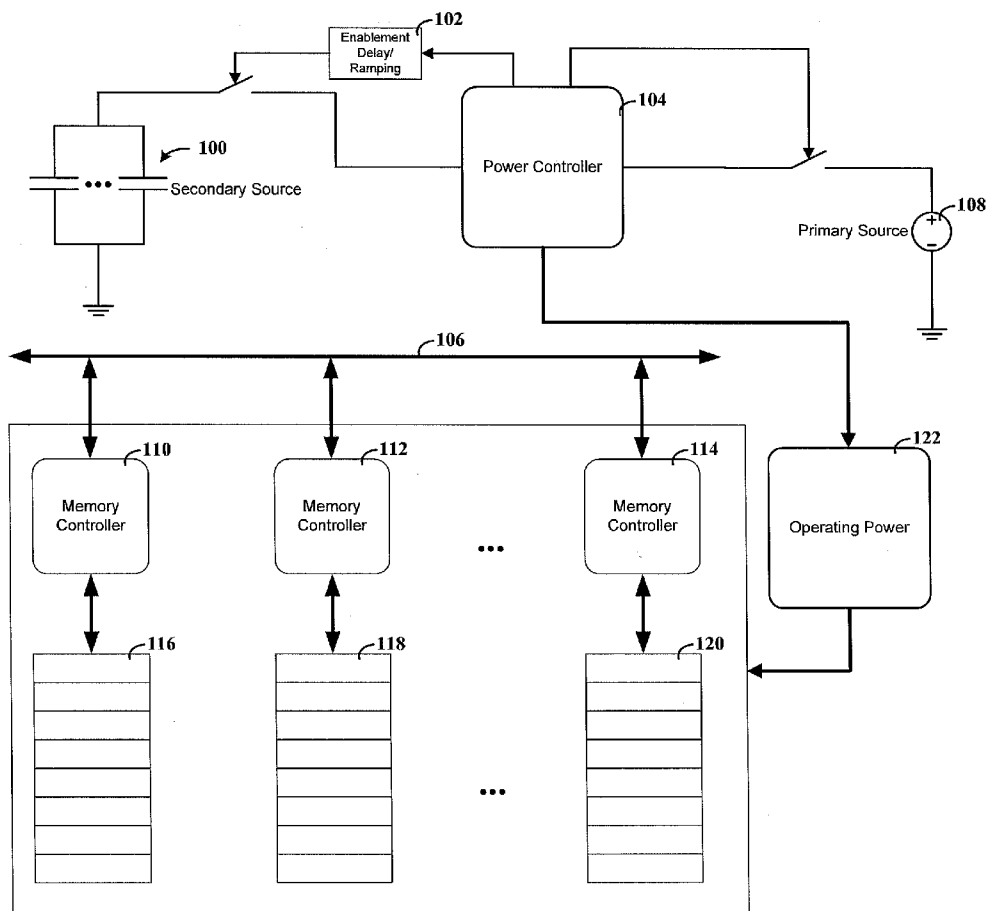 102
Enablement
Delay/
Ramping
104
Power Controller
100
Secondary Source
108
Primary Source
+
-
106
110
Memory
Controller
112
Memory
Controller
114
Memory
Controller
122
Operating Power
•••
116
118
120
•••